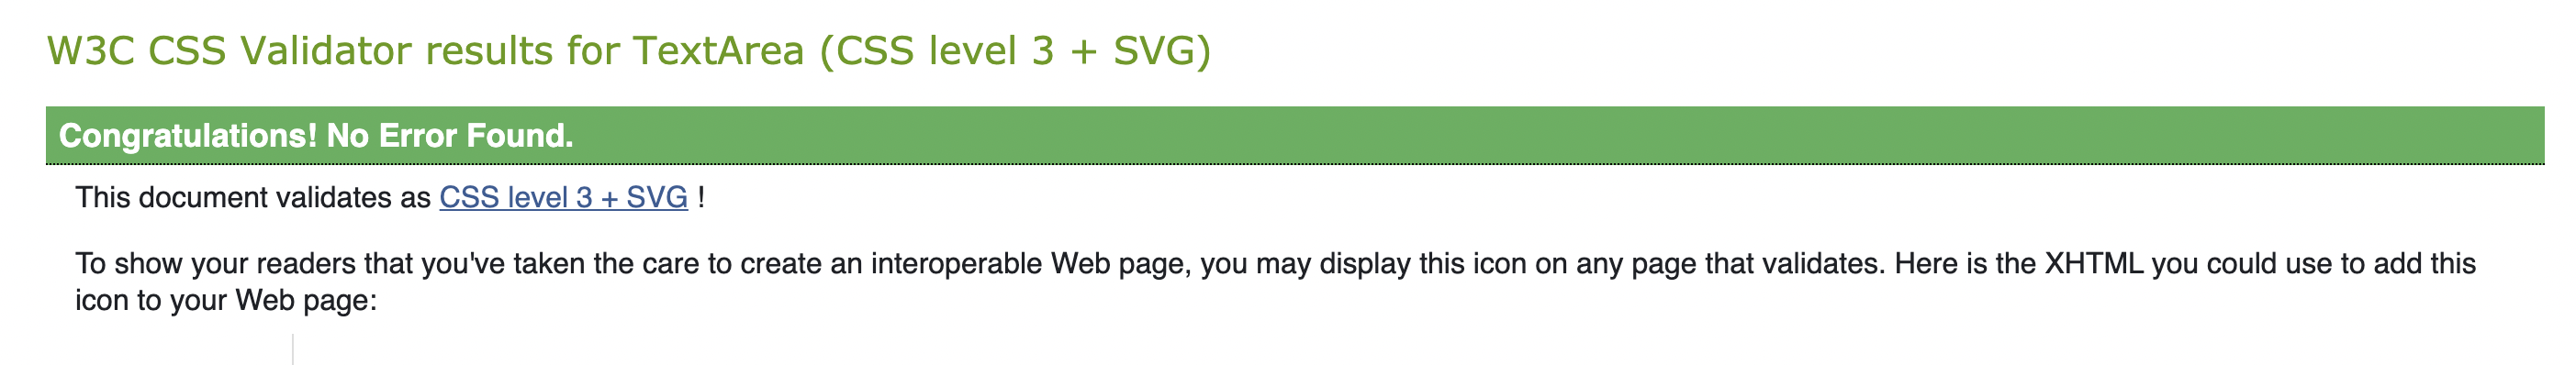 W3C CSS Validator results for TextArea (CSS level 3 + SVG)
Congratulations! No Error Found.
This document validates as CSS level 3 + SVG !
To show your readers that you've taken the care to create an interoperable Web page, you may display this icon on any page that validates. Here is the XHTML you could use to add this
icon to your Web page: